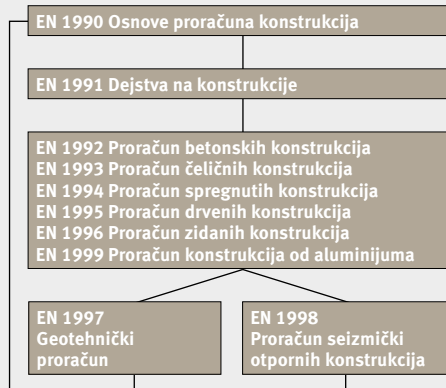 EN 1990 Osnove proračuna konstrukcija
EN 1991 Dejstva na konstrukcije
EN 1992 Proračun betonskih konstrukcija
EN 1993 Proračun čeličnih konstrukcija
EN 1994 Proračun spregnutih konstrukcija
EN 1995 Proračun drvenih konstrukcija
EN 1996 Proračun zidanih konstrukcija
EN 1999 Proračun konstrukcija od aluminijuma
EN 1997
Geotehnički
proračun
EN 1998
Proračun seizmički
otpornih konstrukcija